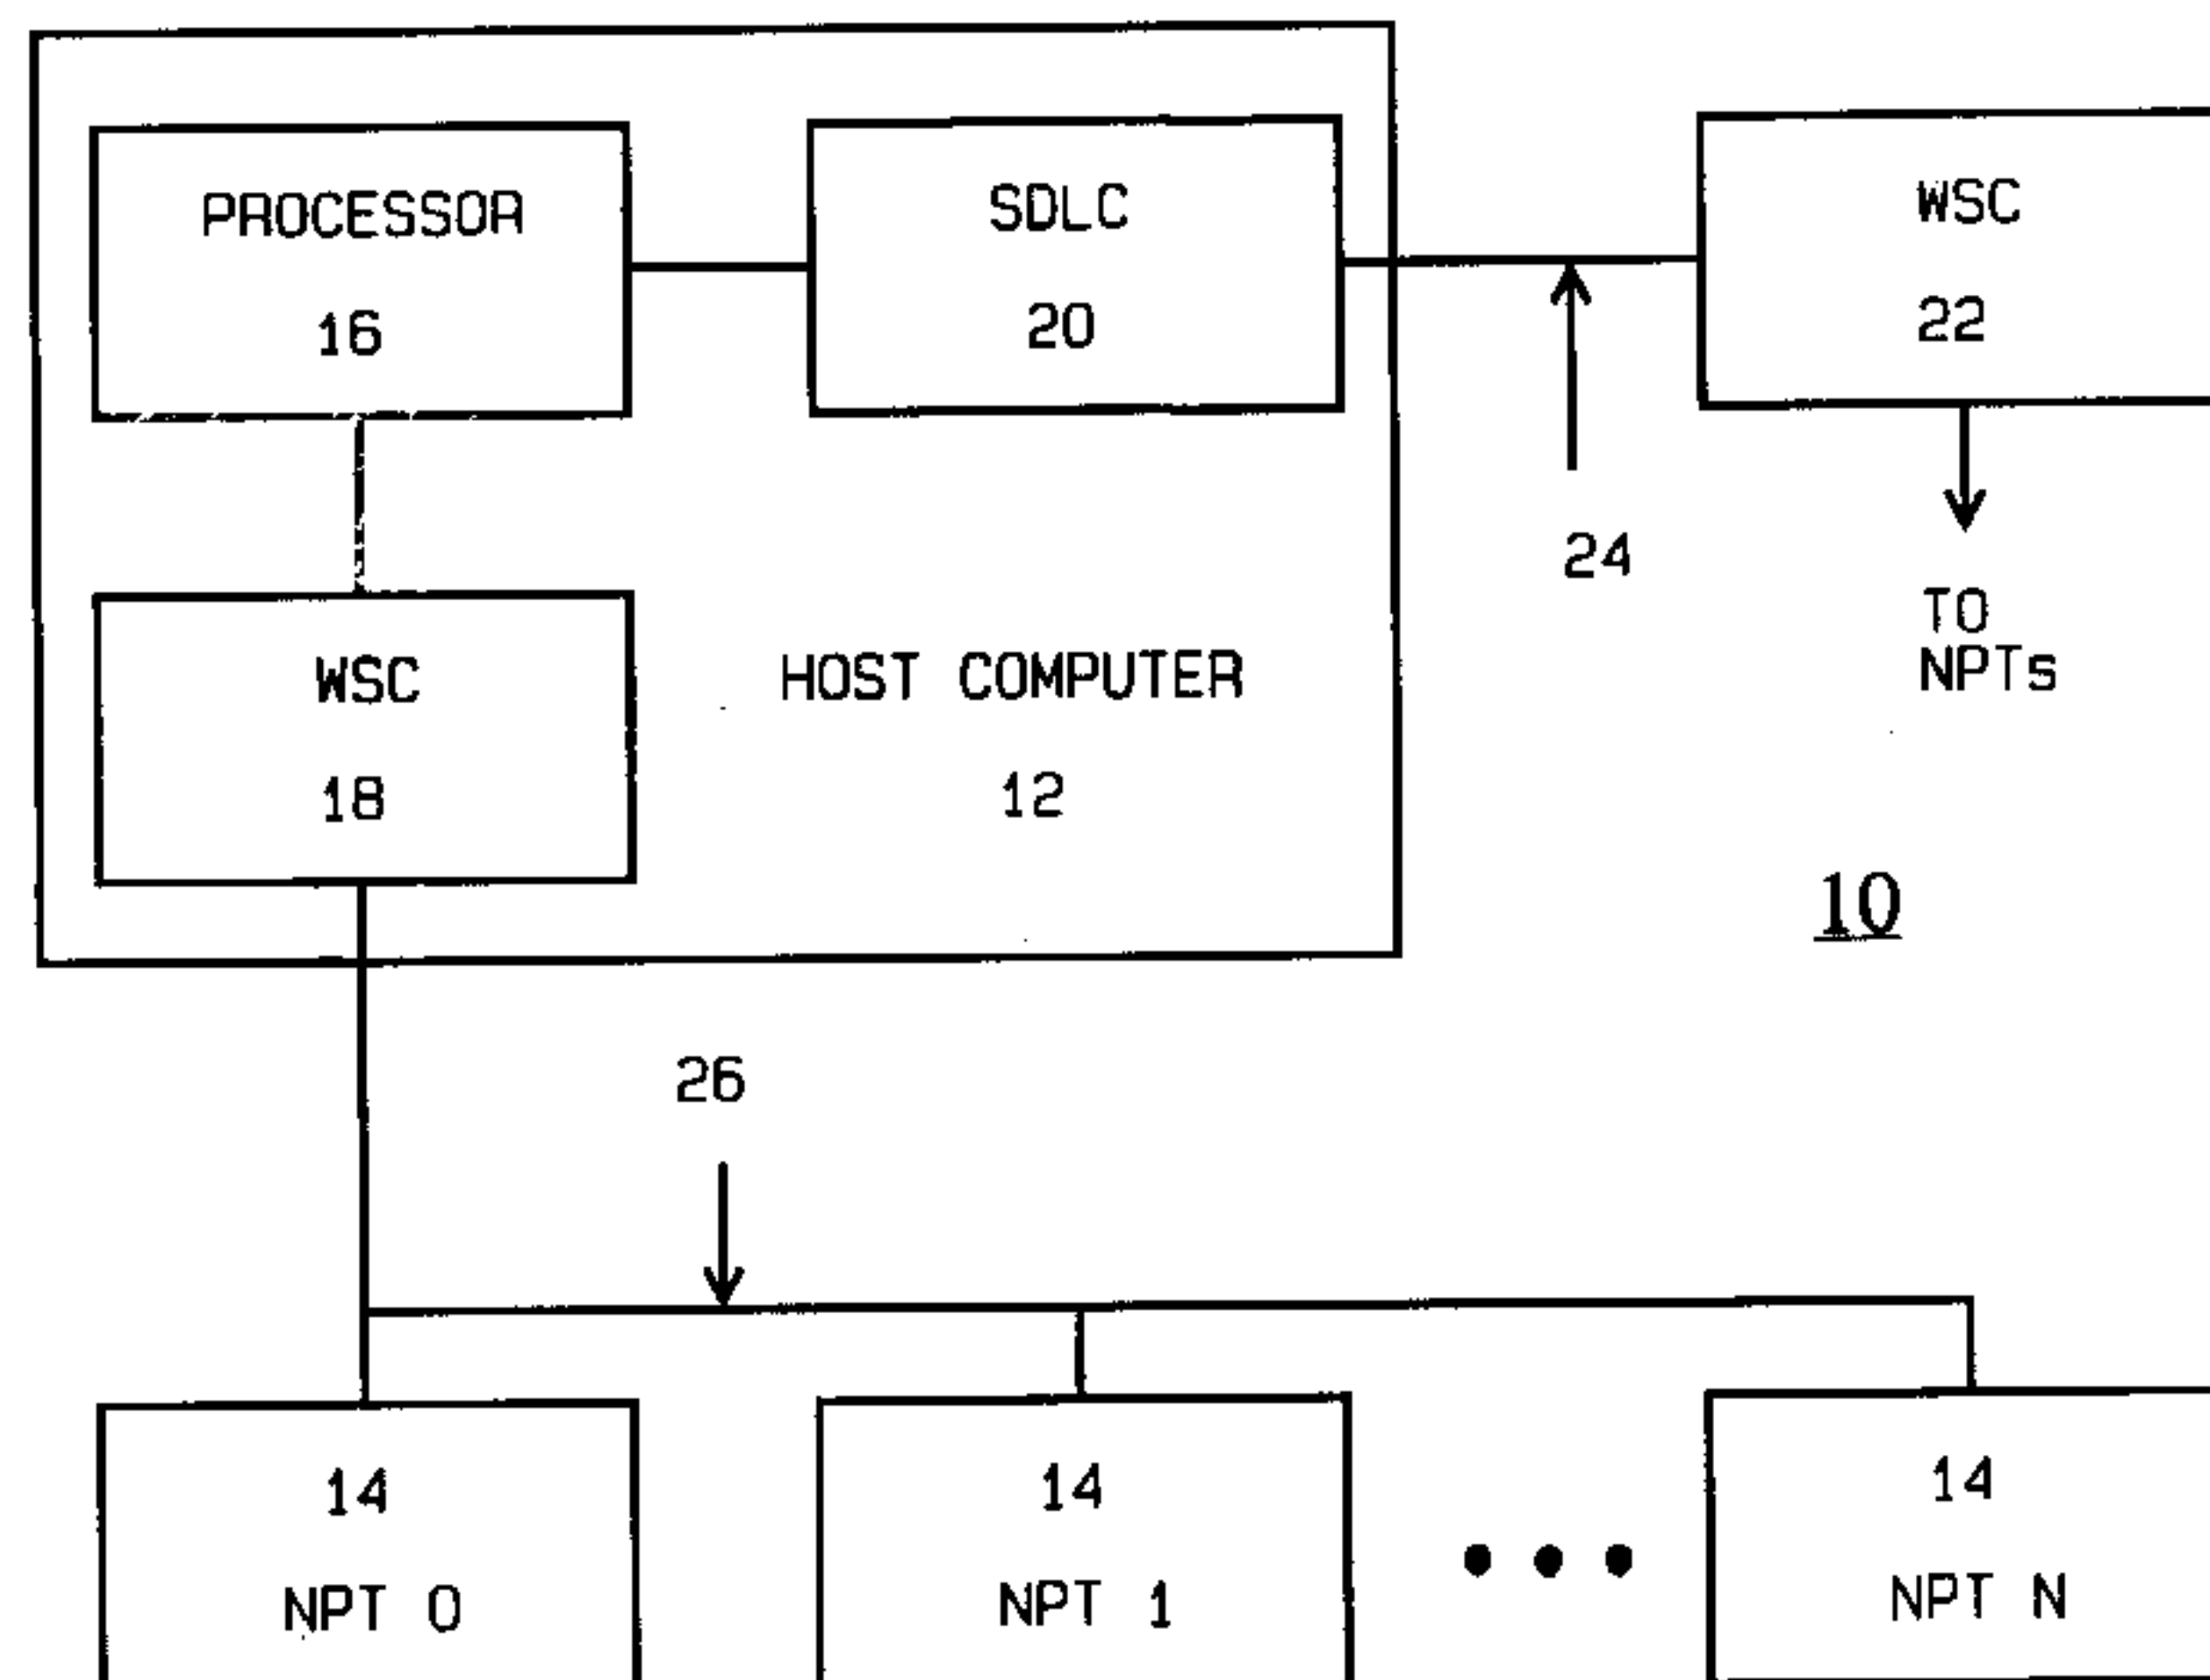 PROCESSOR
16
SDLC
20
WSC
22
24
TO
NPTs
WSC
18
HOST COMPUTER
12
10
26
14
NPT 0
14
NPT 1
14
NPT N